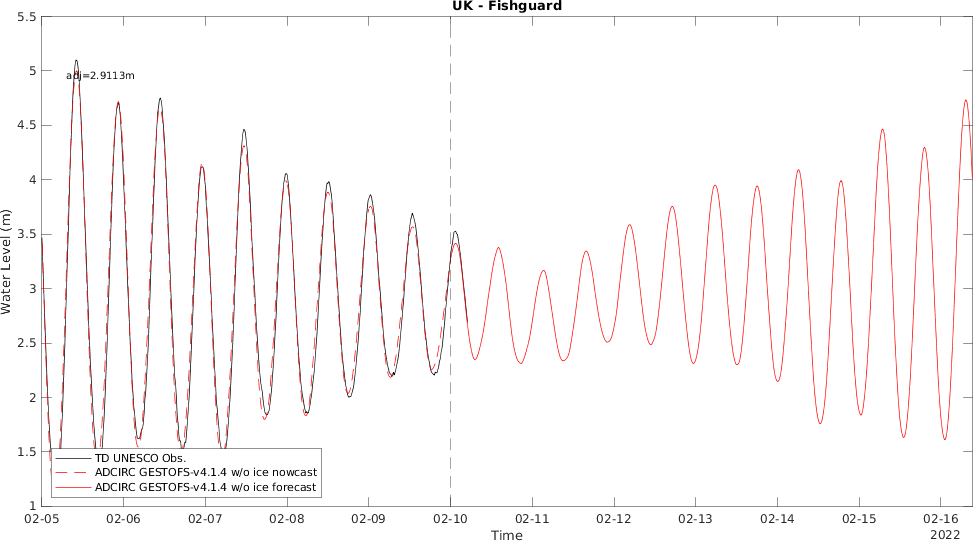 UK - Fishguard
5.5
5
4.5
4
3.5
3
2.5
2
1.5
1
Water Level (m)
adj=2.9113m
TD UNESCO Obs.
ADCIRC GESTOFS-v4.1.4 w/o ice nowcast
ADCIRC GESTOFS-v4.1.4 w/o ice forecast
02-05 02-06 02-07 02-08 02-09 02-10 02-11 02-12 02-13 02-14 02-15 02-16
2022
Time